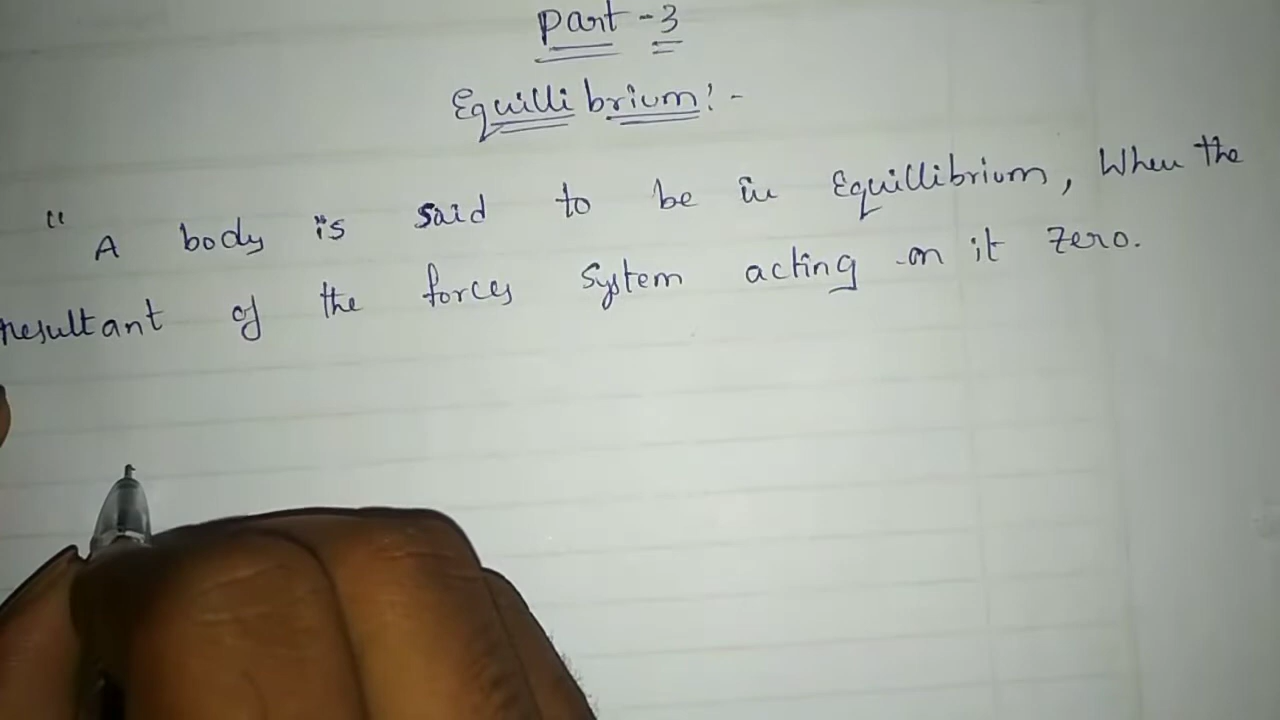 Part - 3
Equillibrium: -
" A body is said to be in Equillibrium, When the
resultant of the forces System acting on it zero.